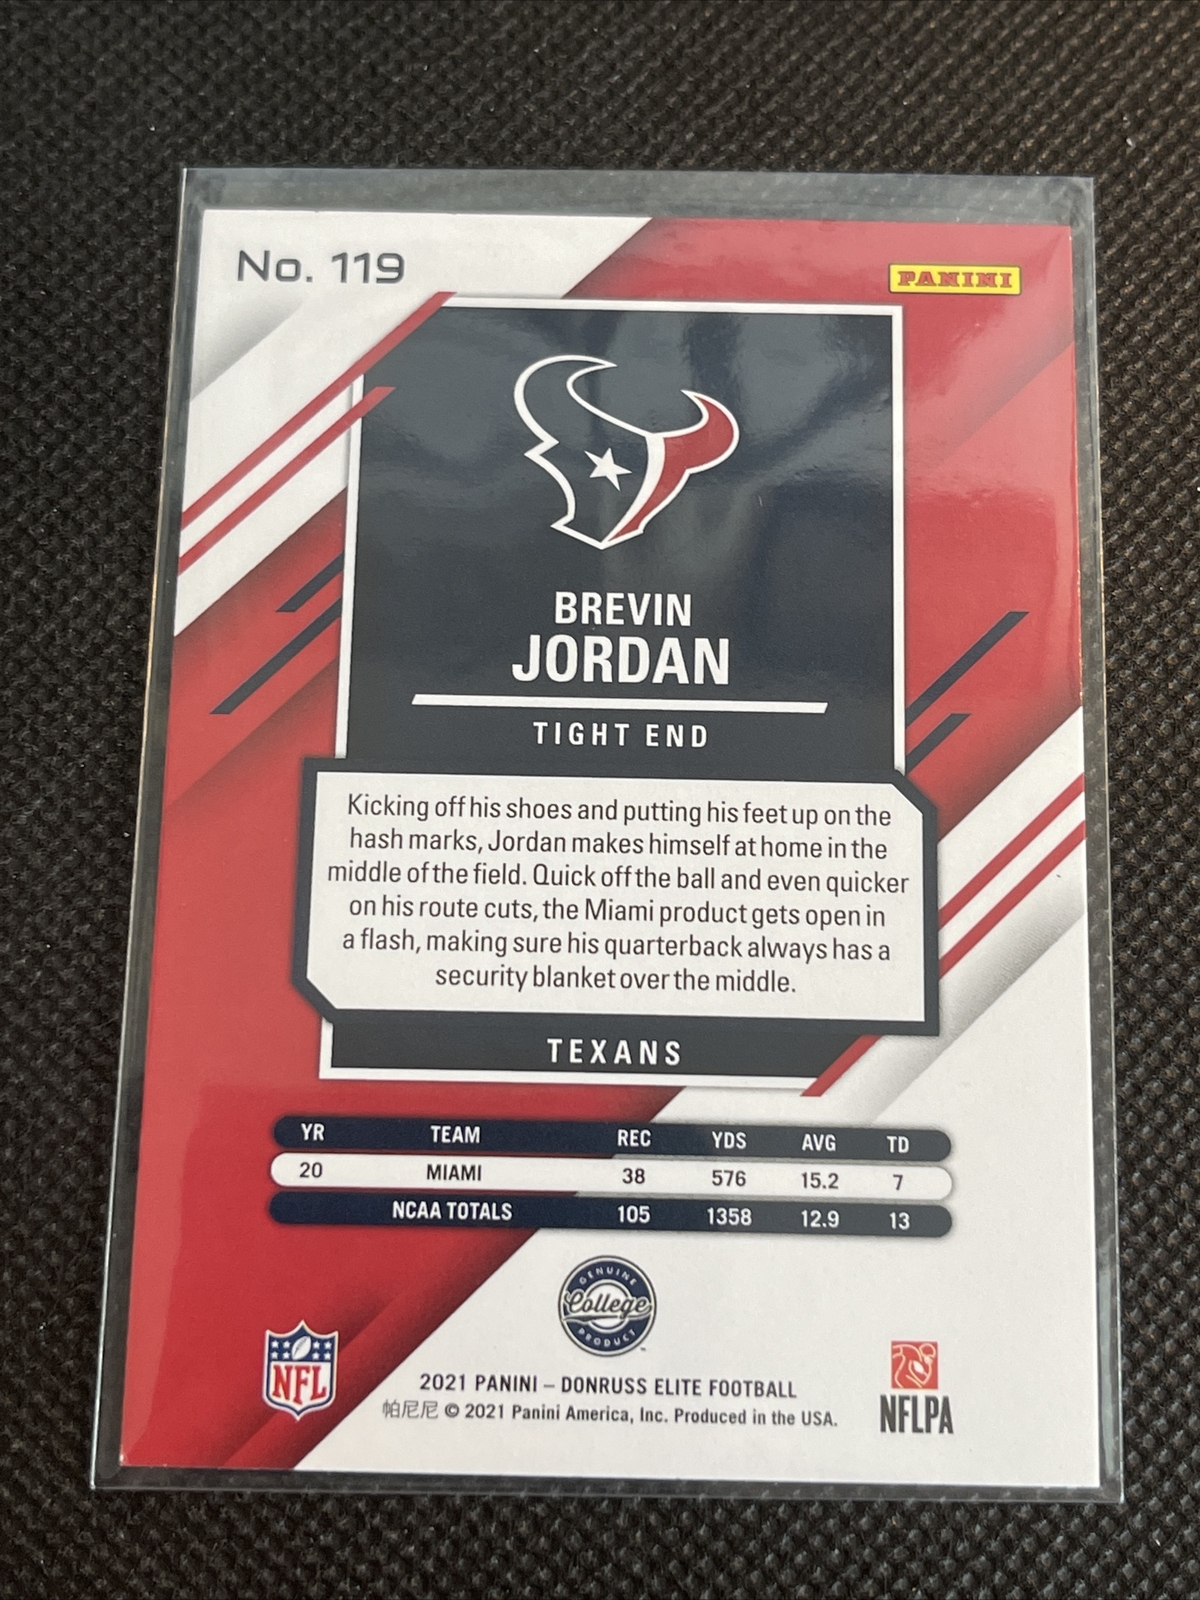 No. 119
PANINI
BREVIN
JORDAN
TIGHT END
Kicking off his shoes and putting his feet up on the
hash marks, Jordan makes himself at home in the
middle of the field. Quick off the ball and even quicker
on his route cuts, the Miami product gets open in
a flash, making sure his quarterback always has a
security blanket over the middle.
TEXANS
YR TEAM REC YDS AVG TD
20 MIAMI 38 576 15.2 7
NCAA TOTALS 105 1358 12.9 13
GENUINE
College
PRODUCT
NFL
2021 PANINI – DONRUSS ELITE FOOTBALL
帕尼尼 © 2021 Panini America, Inc. Produced in the USA.
NFLPA